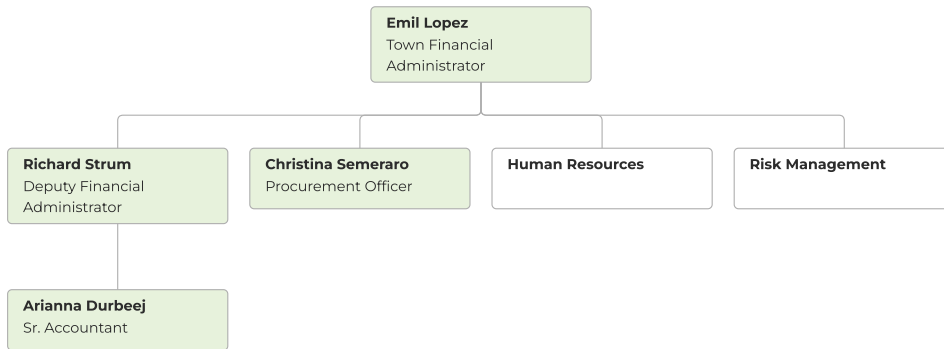 Emil Lopez
Town Financial
Administrator
Richard Strum
Deputy Financial
Administrator
Christina Semeraro
Procurement Officer
Human Resources
Risk Management
Arianna Durbeej
Sr. Accountant